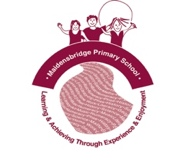 • Maidensbridge Primary School •
Learning & Achieving Through Experience & Enjoyment